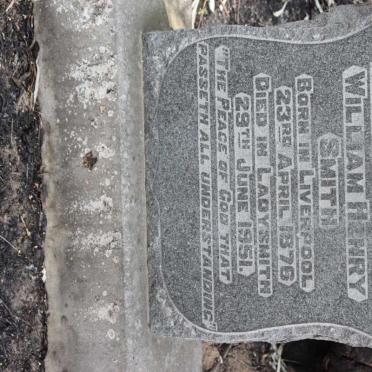 WILLIAM HENRY
SMITH
BORN IN LIVERPOOL
23RD APRIL 1876
DIED IN LADYSMITH
29TH JUNE 1951.
"THE PEACE OF GOD THAT
PASSETH ALL UNDERSTANDING"